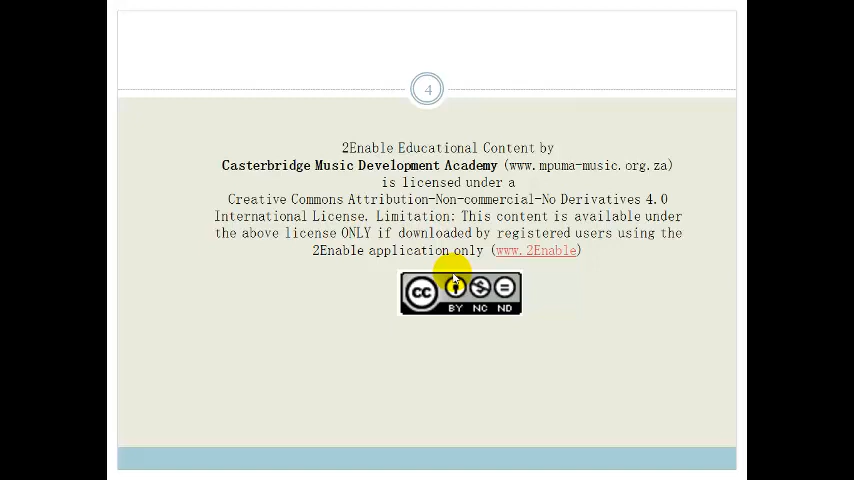 4
2Enable Educational Content by
Casterbridge Music Development Academy (www.mpuma-music.org.za)
is licensed under a
Creative Commons Attribution-Non-commercial-No Derivatives 4.0
International License. Limitation: This content is available under
the above license ONLY if downloaded by registered users using the
2Enable application only (www.2Enable)
cc
BY NC ND